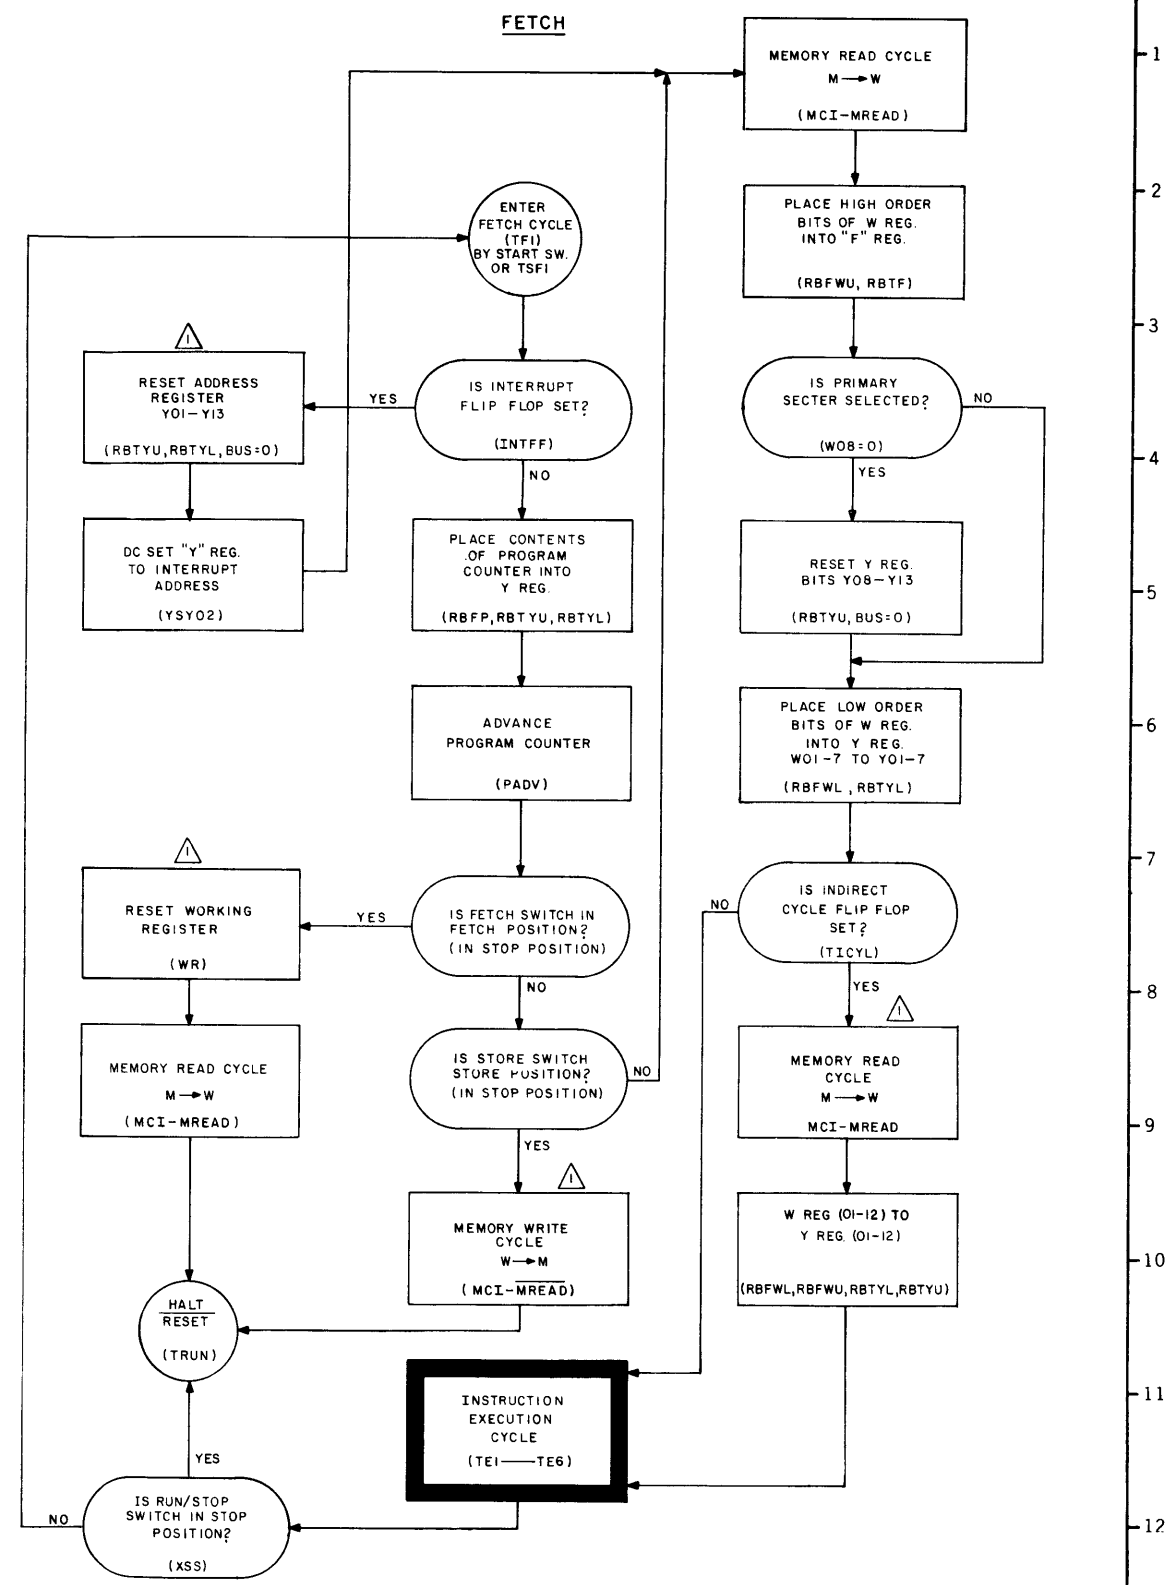 FETCH
MEMORY READ CYCLE
M → W
(MCI-MREAD)
PLACE HIGH ORDER
BITS OF W REG.
INTO "F" REG.
(RBFWU, RBTF)
IS PRIMARY
SECTER SELECTED?
(W08=0)
NO
YES
RESET Y REG.
BITS Y08-Y13
(RBTYU, BUS=0)
PLACE LOW ORDER
BITS OF W REG.
INTO Y REG.
W01-7 TO Y01-7
(RBFWL, RBTYL)
IS INDIRECT
CYCLE FLIP FLOP
SET?
(TICYL)
NO
YES
1
MEMORY READ
CYCLE
M → W
MCI-MREAD
W REG (01-12) TO
Y REG. (01-12)
(RBFWL, RBFWU, RBTYL, RBTYU)
ENTER
FETCH CYCLE
(TF1)
BY START SW.
OR TSF1
IS INTERRUPT
FLIP FLOP SET?
(INTFF)
YES
NO
1
RESET ADDRESS
REGISTER
Y01-Y13
(RBTYU, RBTYL, BUS=0)
DC SET "Y" REG.
TO INTERRUPT
ADDRESS
(YSY02)
PLACE CONTENTS
OF PROGRAM
COUNTER INTO
Y REG.
(RBFP, RBTYU, RBTYL)
ADVANCE
PROGRAM COUNTER
(PADV)
IS FETCH SWITCH IN
FETCH POSITION?
(IN STOP POSITION)
YES
NO
1
RESET WORKING
REGISTER
(WR)
MEMORY READ CYCLE
M → W
(MCI-MREAD)
IS STORE SWITCH
STORE POSITION?
(IN STOP POSITION)
NO
YES
1
MEMORY WRITE
CYCLE
W → M
(MCI-MREAD)
HALT
RESET
(TRUN)
INSTRUCTION
EXECUTION
CYCLE
(TE1——TE6)
YES
IS RUN/STOP
SWITCH IN STOP
POSITION?
(XSS)
NO
1
2
3
4
5
6
7
8
9
10
11
12